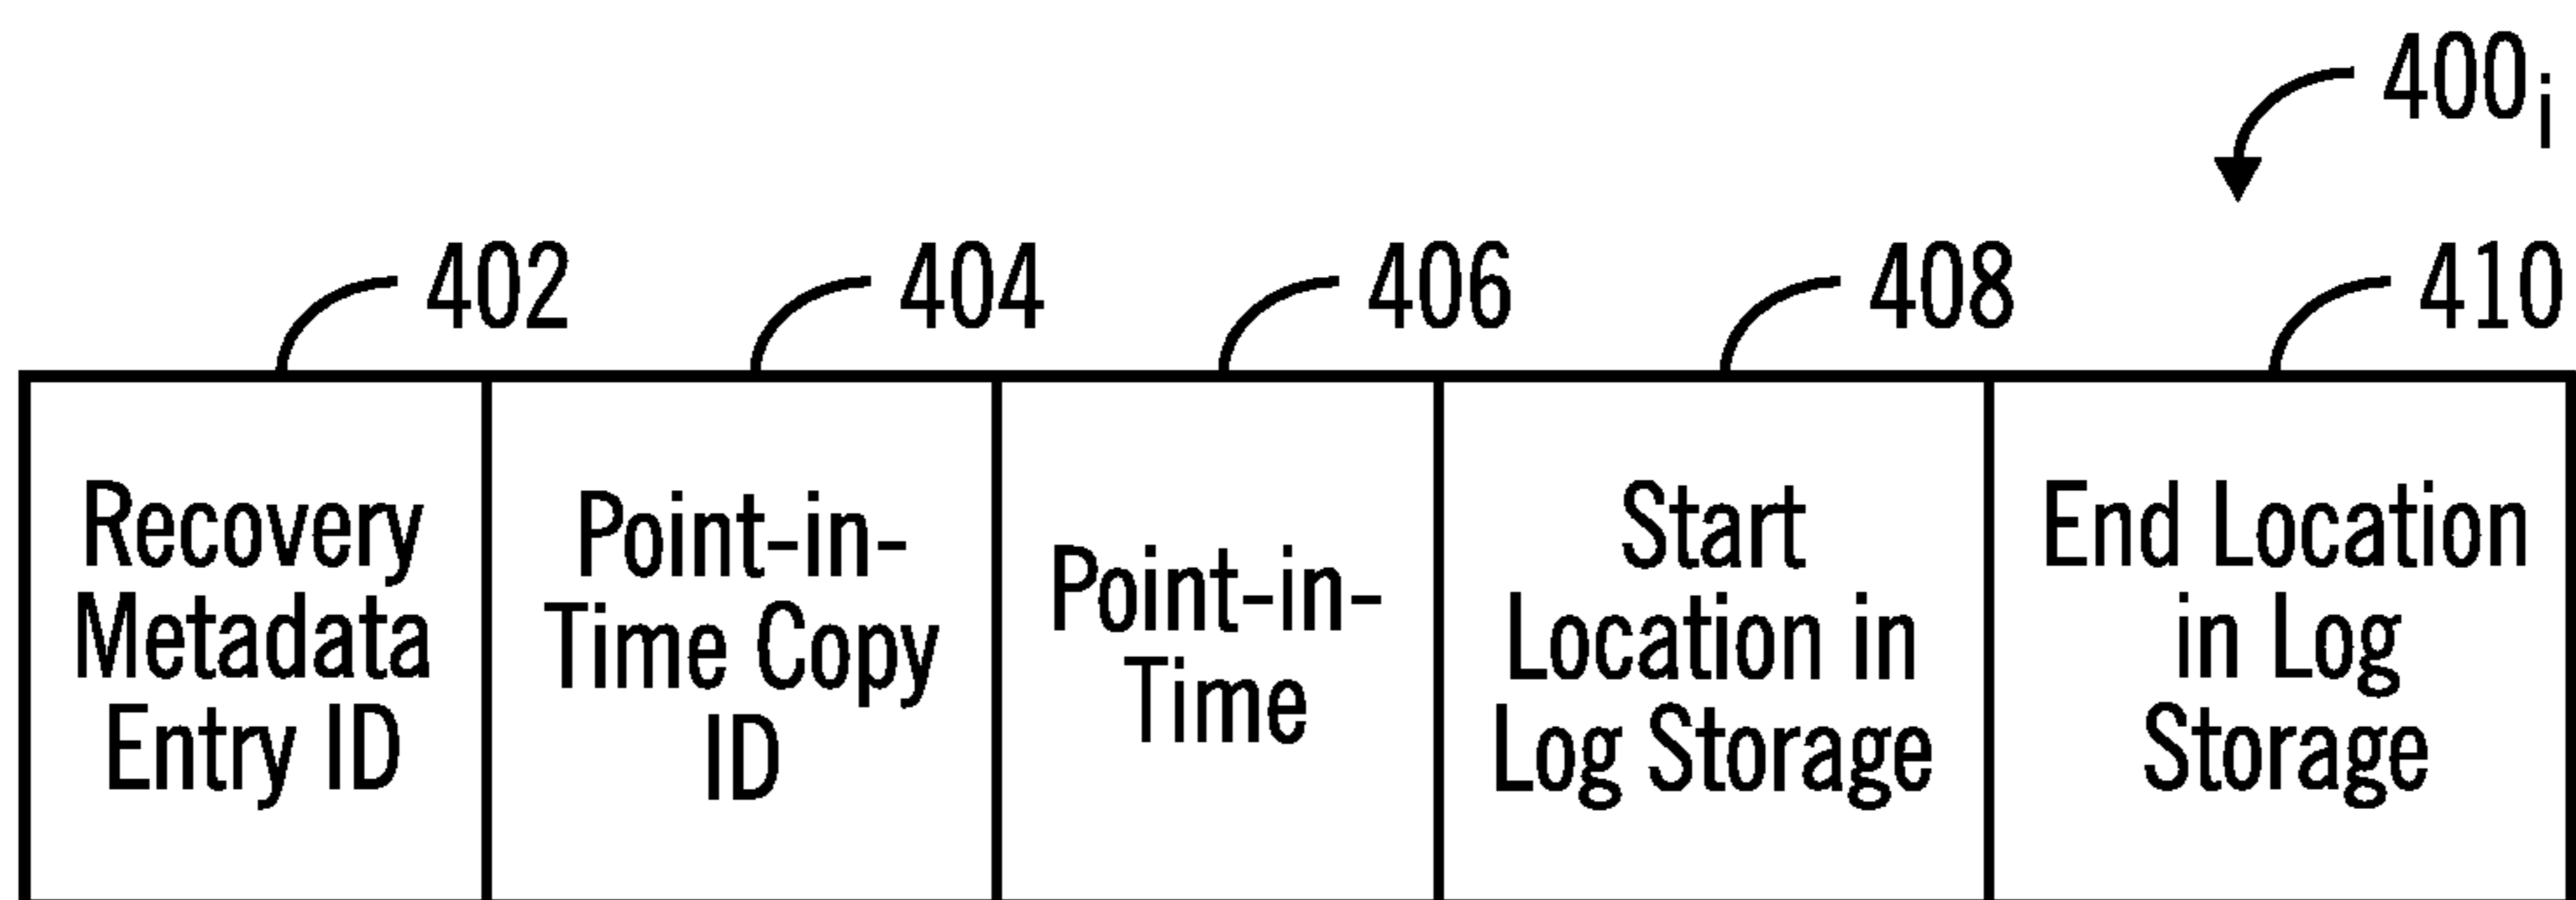 400i
402
404
406
408
410
Recovery
Metadata
Entry ID
Point-in-
Time Copy
ID
Point-in-
Time
Start
Location in
Log Storage
End Location
in Log
Storage